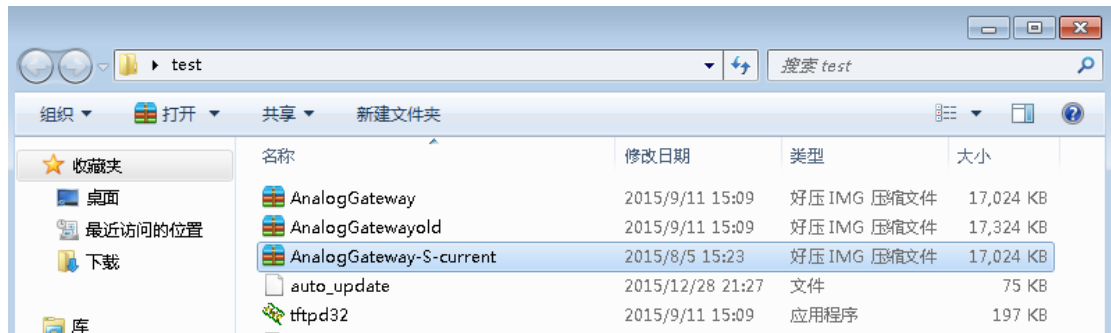 test
搜索 test
组织 打开 共享 新建文件夹
收藏夹 名称 修改日期 类型 大小
桌面 AnalogGateway 2015/9/11 15:09 好压 IMG 压缩文件 17,024 KB
最近访问的位置 AnalogGatewayold 2015/9/11 15:09 好压 IMG 压缩文件 17,324 KB
下载 AnalogGateway-S-current 2015/8/5 15:23 好压 IMG 压缩文件 17,024 KB
auto_update 2015/12/28 21:27 文件 75 KB
库 tftpd32 2015/9/11 15:09 应用程序 197 KB